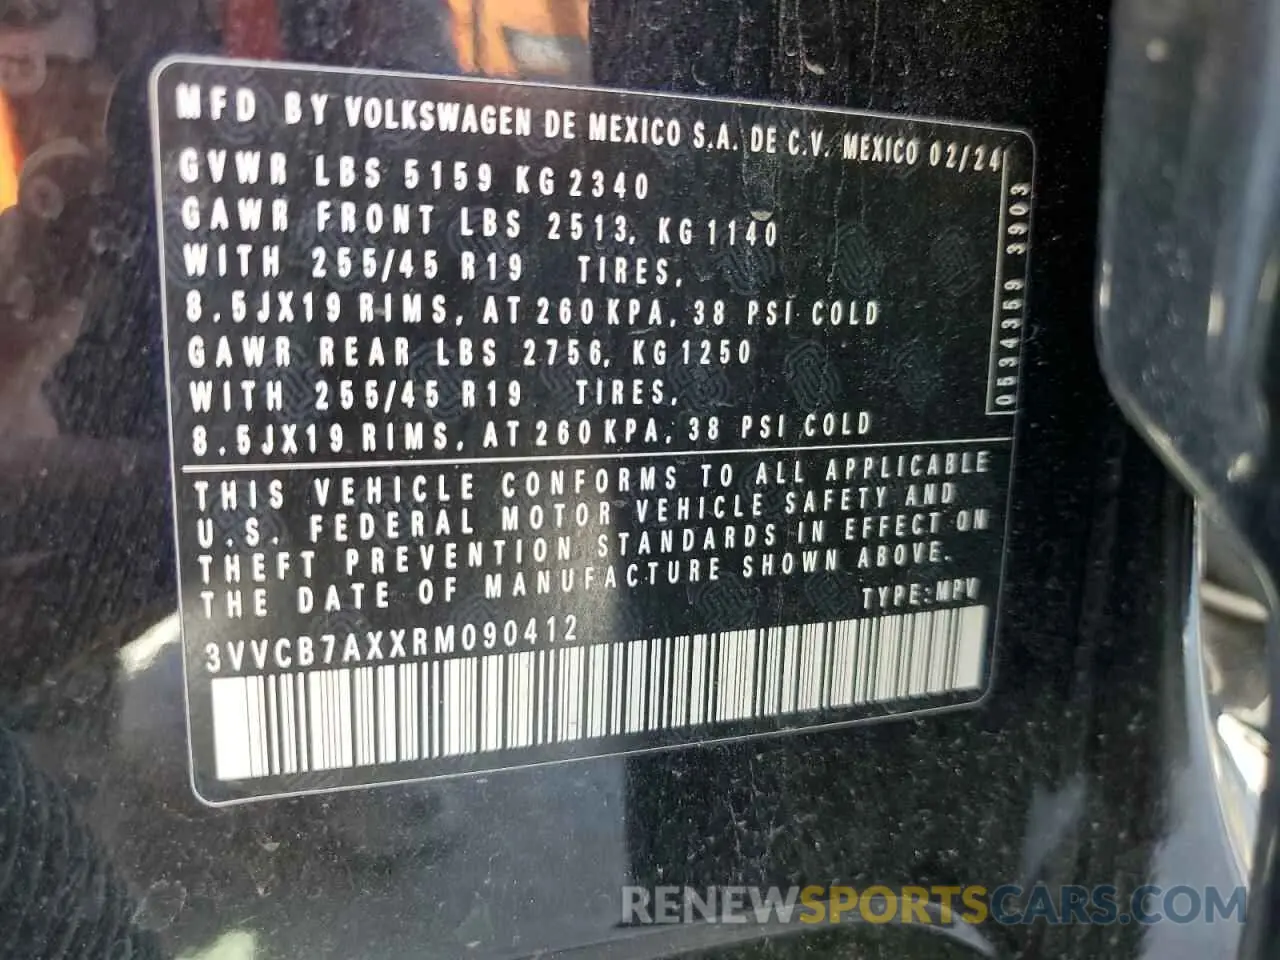 MFD BY VOLKSWAGEN DE MEXICO S.A. DE C.V. MEXICO 02/24
GVWR LBS 5159 KG 2340
GAWR FRONT LBS 2513, KG 1140
WITH 255/45 R19 TIRES,
8.5JX19 RIMS, AT 260 KPA, 38 PSI COLD
GAWR REAR LBS 2756, KG 1250
WITH 255/45 R19 TIRES,
8.5JX19 RIMS, AT 260 KPA, 38 PSI COLD
0534359 3903
THIS VEHICLE CONFORMS TO ALL APPLICABLE
U.S. FEDERAL MOTOR VEHICLE SAFETY AND
THEFT PREVENTION STANDARDS IN EFFECT ON
THE DATE OF MANUFACTURE SHOWN ABOVE.
TYPE:MPV
3VVCB7AXXRM090412
RENEWSPORTSCARS.COM